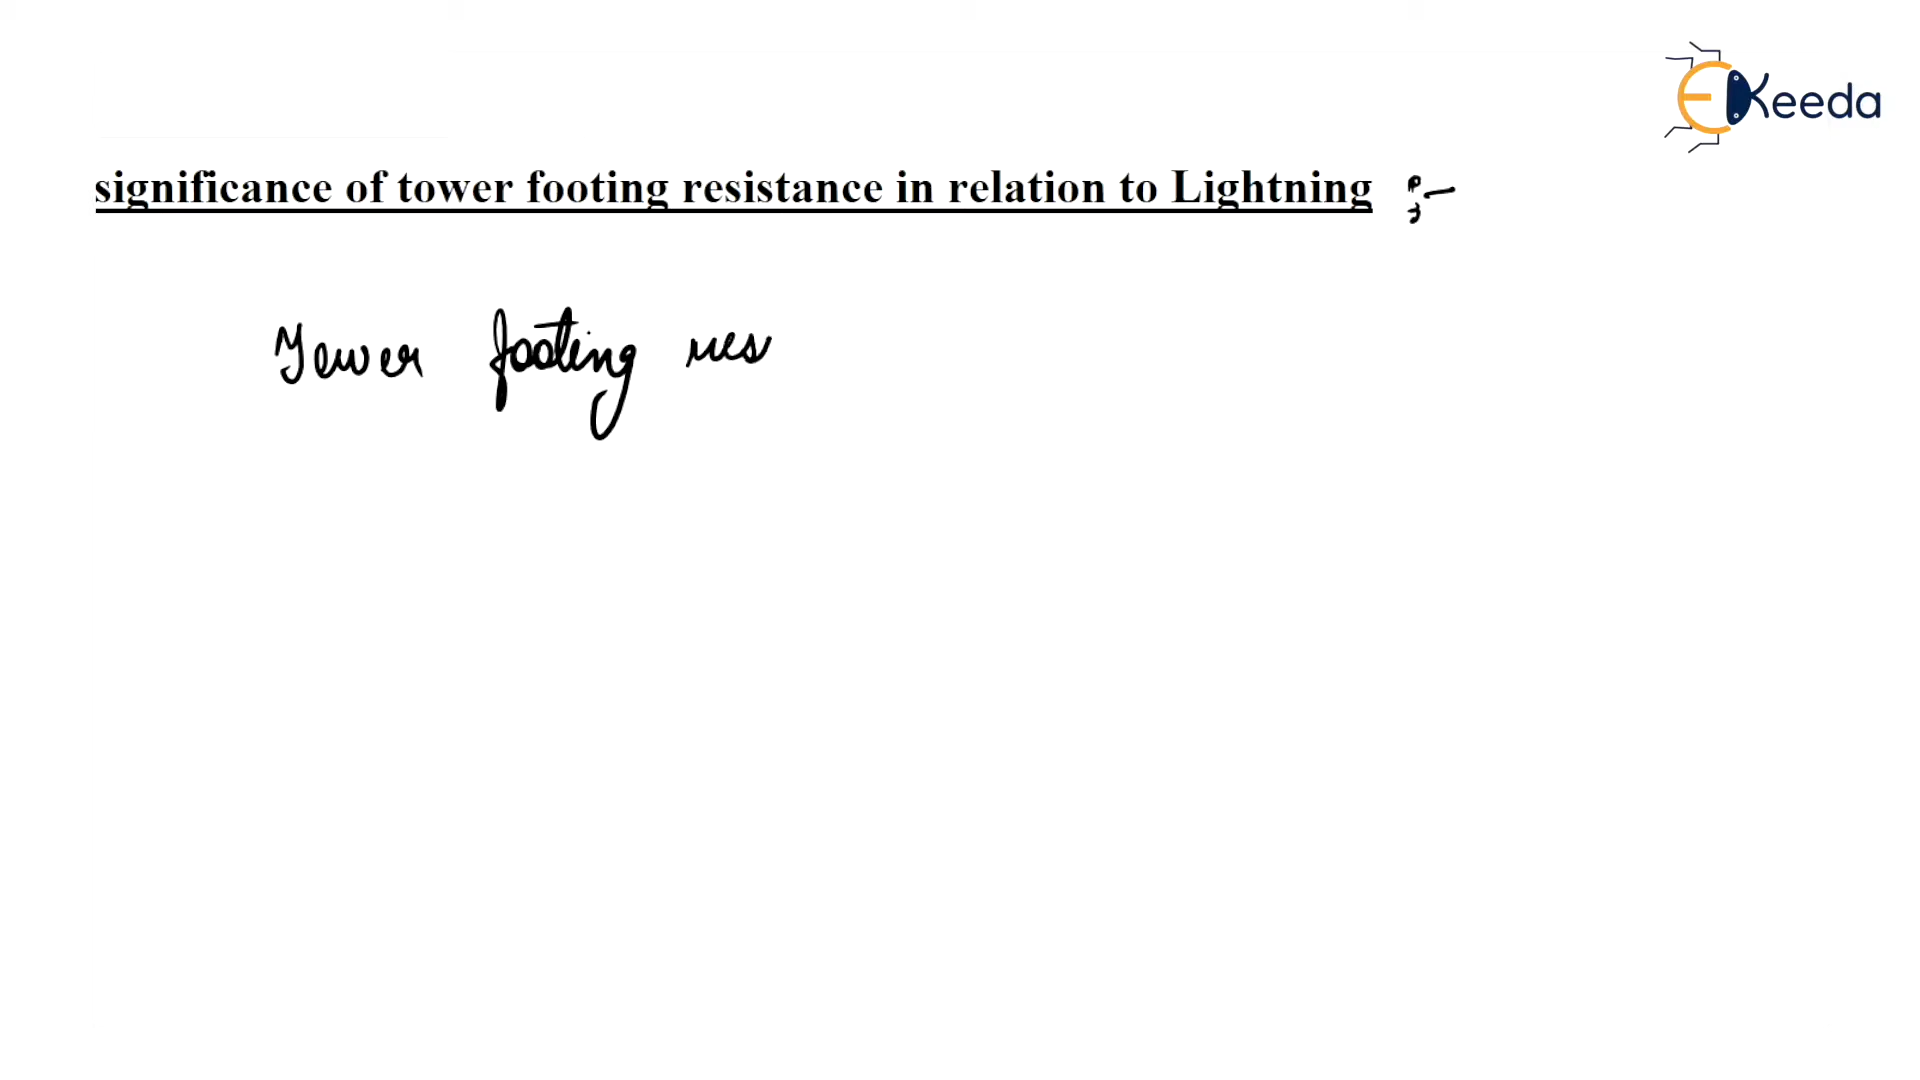 EKeeda
significance of tower footing resistance in relation to Lightning :-
Tower footing res